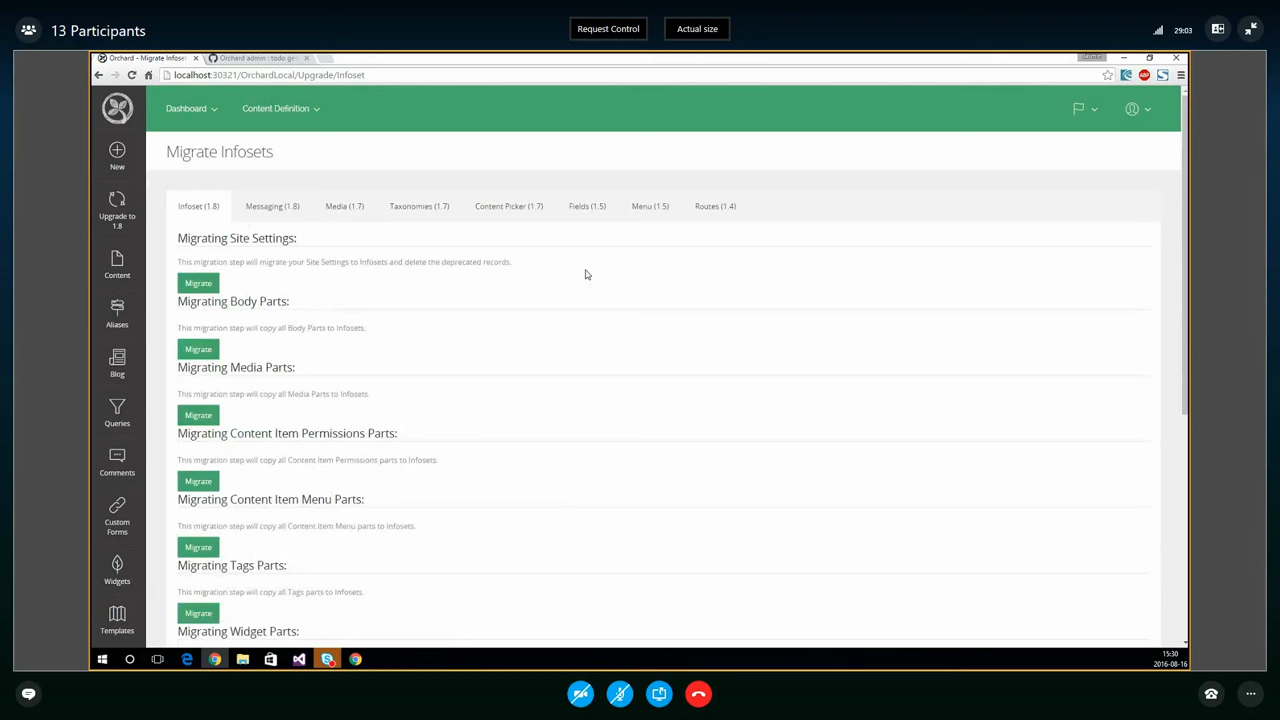 13 Participants
Request Control
Actual size
29:03
Orchard - Migrate Infoset
Orchard admin : todo ge
localhost:30321/OrchardLocal/Upgrade/Infoset
ABP
S
Dashboard
Content Definition
Migrate Infosets
New
Upgrade to
1.8
Content
Aliases
Blog
Queries
Comments
Custom
Forms
Widgets
Templates
Infoset (1.8)
Messaging (1.8)
Media (1.7)
Taxonomies (1.7)
Content Picker (1.7)
Fields (1.5)
Menu (1.5)
Routes (1.4)
Migrating Site Settings:
This migration step will migrate your Site Settings to Infosets and delete the deprecated records.
Migrate
Migrating Body Parts:
This migration step will copy all Body Parts to Infosets.
Migrate
Migrating Media Parts:
This migration step will copy all Media Parts to Infosets.
Migrate
Migrating Content Item Permissions Parts:
This migration step will copy all Content Item Permissions parts to Infosets.
Migrate
Migrating Content Item Menu Parts:
This migration step will copy all Content Item Menu parts to Infosets.
Migrate
Migrating Tags Parts:
This migration step will copy all Tags parts to Infosets.
Migrate
Migrating Widget Parts:
15:30
2016-08-16